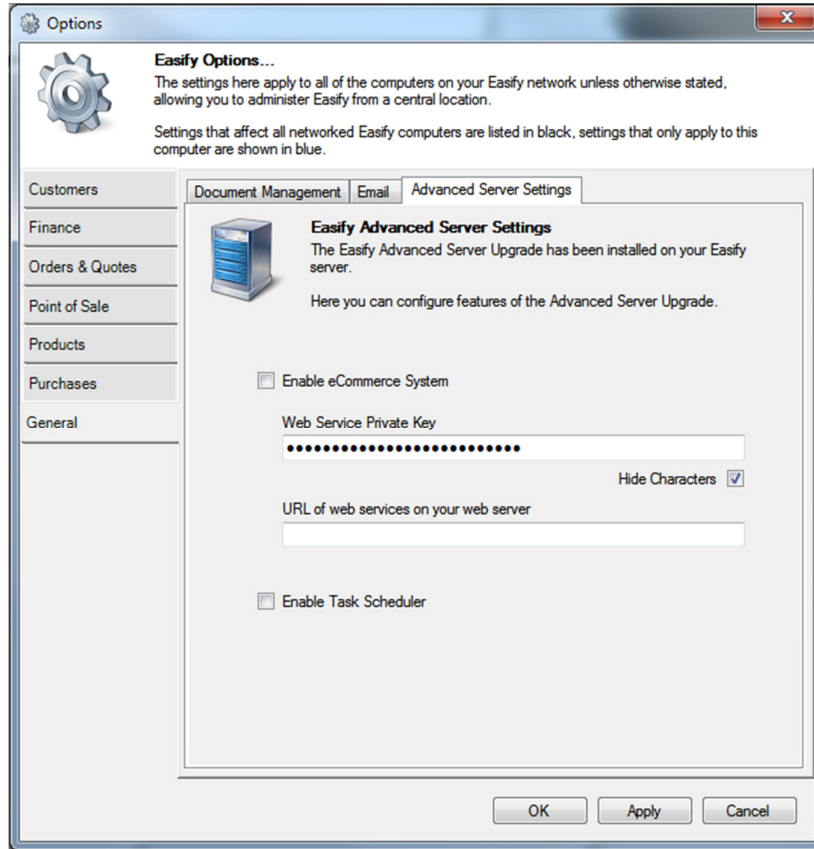 Options
Easify Options...
The settings here apply to all of the computers on your Easify network unless otherwise stated,
allowing you to administer Easify from a central location.
Settings that affect all networked Easify computers are listed in black, settings that only apply to this
computer are shown in blue.
Customers
Finance
Orders & Quotes
Point of Sale
Products
Purchases
General
Document Management
Email
Advanced Server Settings
Easify Advanced Server Settings
The Easify Advanced Server Upgrade has been installed on your Easify
server.
Here you can configure features of the Advanced Server Upgrade.
Enable eCommerce System
Web Service Private Key
Hide Characters
URL of web services on your web server
Enable Task Scheduler
OK
Apply
Cancel